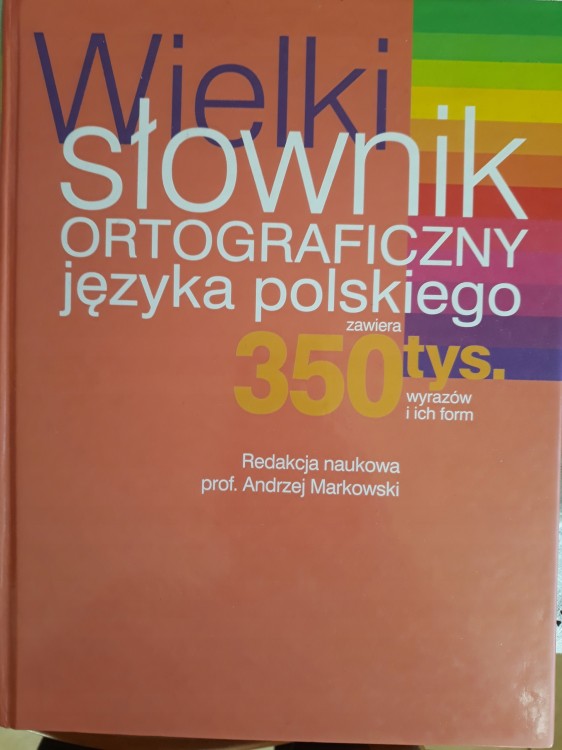 Wielki
słownik
ORTOGRAFICZNY
języka polskiego
zawiera
350 tys.
wyrazów
i ich form
Redakcja naukowa
prof. Andrzej Markowski